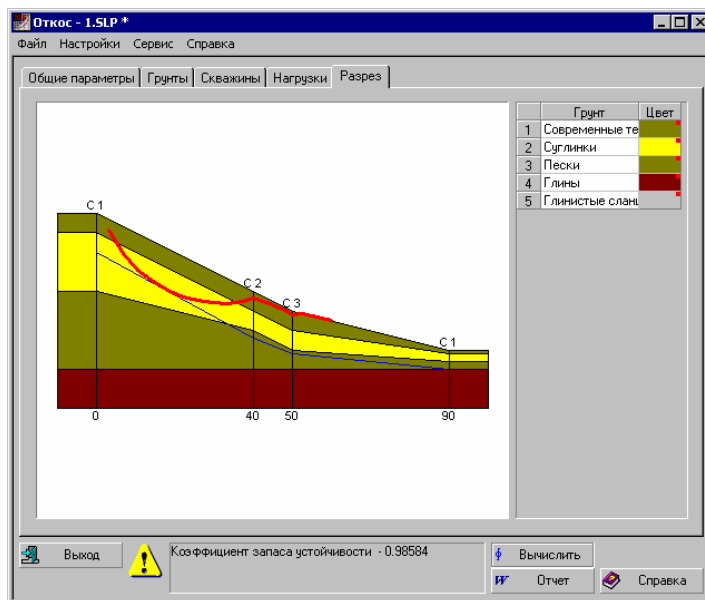 Откос - 1.SLP *
Файл Настройки Сервис Справка
Общие параметры Грунты Скважины Нагрузки Разрез
Грунт Цвет
1 Современные те
2 Суглинки
3 Пески
4 Глины
5 Глинистые сланц
С 1
С 2
С 3
С 1
0 40 50 90
Выход
Коэффициент запаса устойчивости - 0.98584
Вычислить
W Отчет
Справка